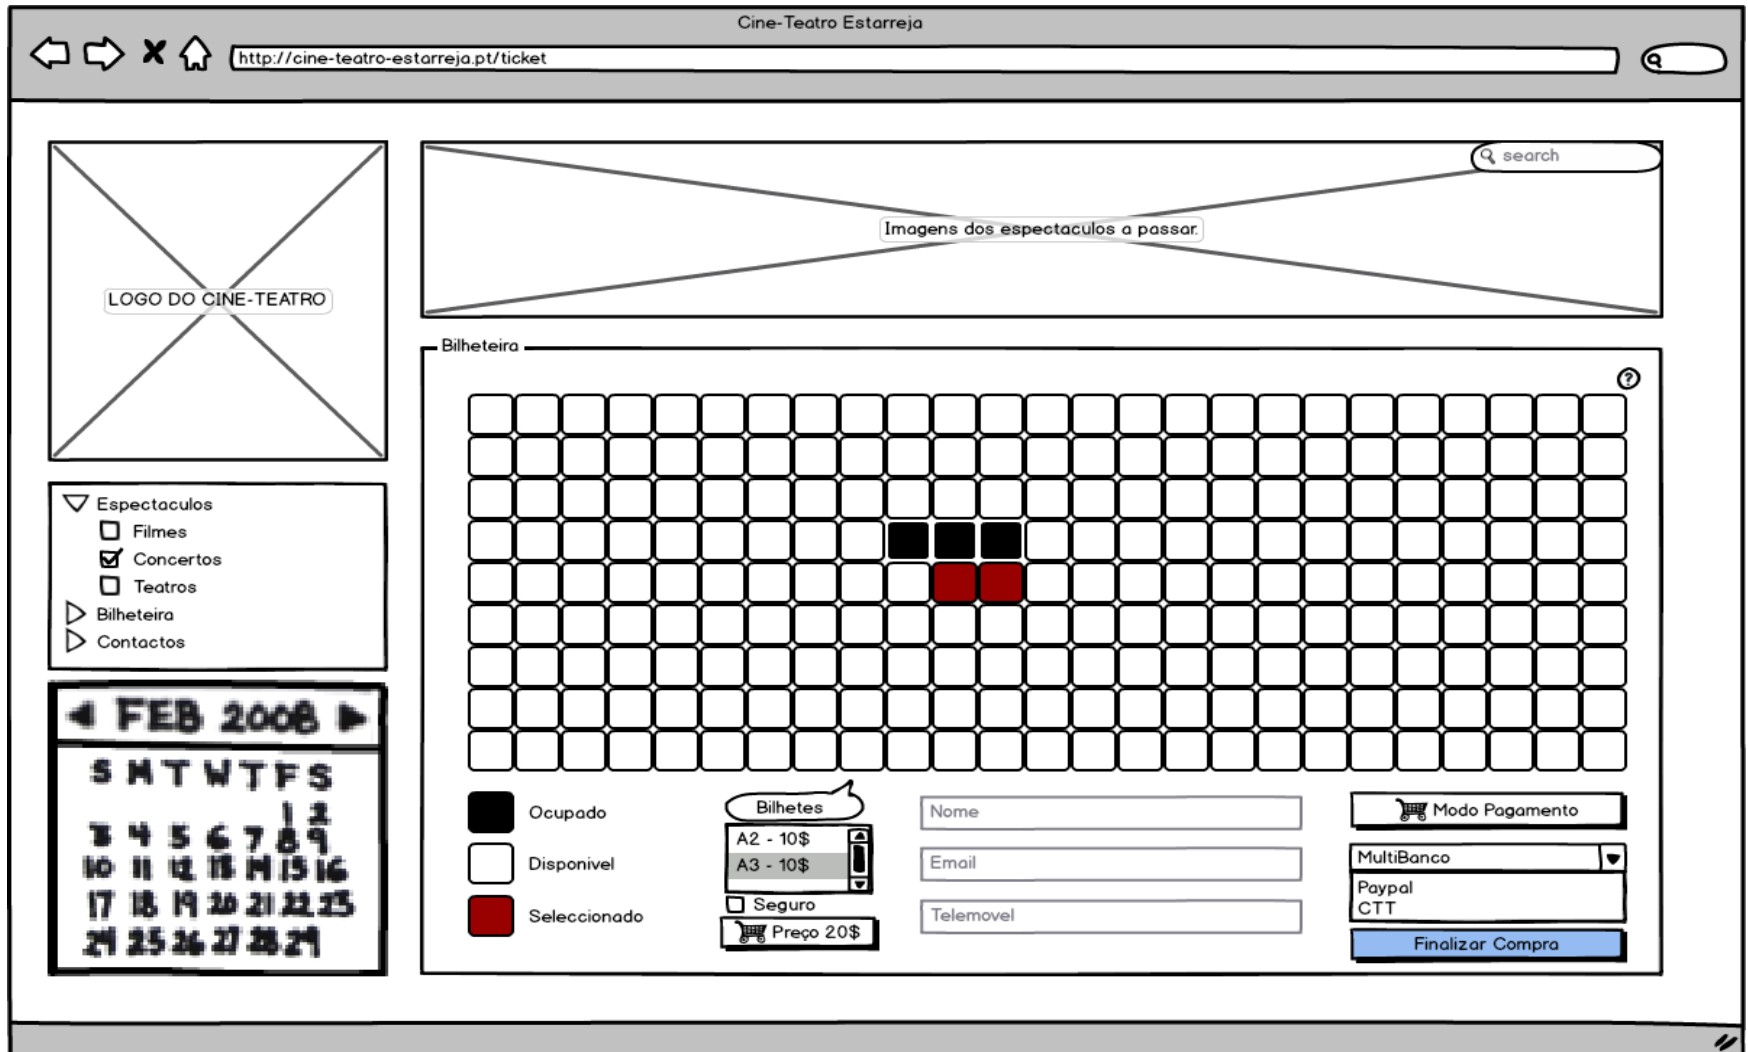 Cine-Teatro Estarreja
http://cine-teatro-estarreja.pt/ticket
search
Imagens dos espectaculos a passar.
LOGO DO CINE-TEATRO
Espectaculos
Filmes
Concertos
Teatros
Bilheteira
Contactos
FEB 2008
S M T W T F S
1 2
3 4 5 6 7 8 9
10 11 12 13 14 15 16
17 18 19 20 21 22 23
24 25 26 27 28 29
Bilheteira
?
Ocupado
Disponivel
Seleccionado
Bilhetes
A2 - 10$
A3 - 10$
Seguro
Preço 20$
Nome
Email
Telemovel
Modo Pagamento
MultiBanco
Paypal
CTT
Finalizar Compra